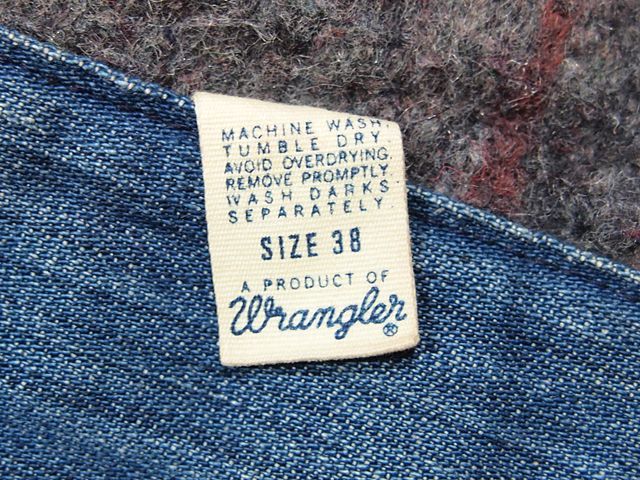 MACHINE WASH.
TUMBLE DRY
AVOID OVERDRYING.
REMOVE PROMPTLY.
WASH DARKS
SEPARATELY.
SIZE 38
A PRODUCT OF
Wrangler®